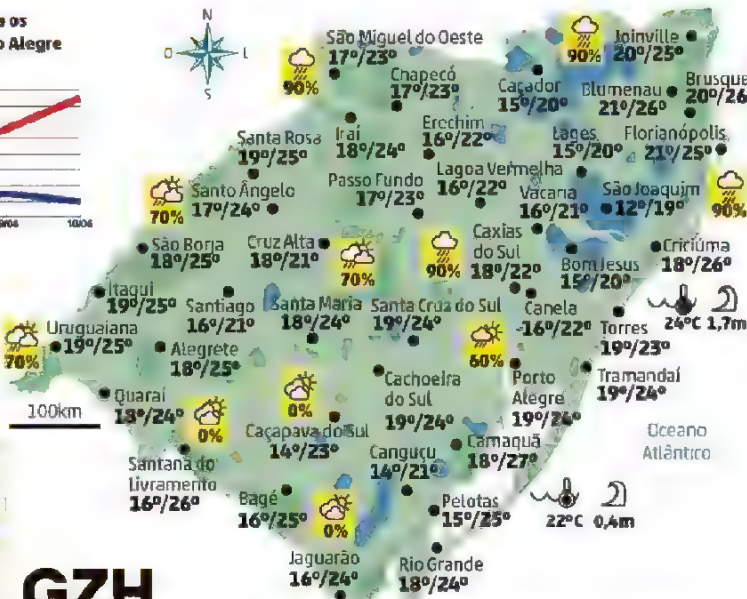 a os
o Alegre
10/06
N
O
L
S
São Miguel do Oeste
17º/23º
90%
Chapecó
17º/23º
90%
Joinville
20º/25º
Caçador
15º/20º
Blumenau
21º/26º
Brusque
20º/26
Iraí
18º/24º
Erechim
16º/22º
Santa Rosa
19º/25º
Lages
15º/20º
Florianópolis
21º/25º
Lagoa Vermelha
16º/22º
Passo Fundo
17º/23º
70%
Santo Ângelo
17º/24º
Vacaria
16º/21º
São Joaquim
12º/19º
90%
São Borja
18º/25º
Cruz Alta
18º/21º
70%
90%
Caxias
do Sul
18º/22º
Bom Jesus
15º/20º
Criciúma
18º/26º
Itaqui
19º/25º
Santiago
16º/21º
Santa Maria
18º/24º
Santa Cruz do Sul
19º/24º
Canela
16º/22º
24ºC 1,7m
Torres
19º/23º
70%
Uruguaiana
19º/25º
Alegrete
18º/25º
60%
Quaraí
18º/24º
Cachoeira
do Sul
19º/24º
Porto
Alegre
19º/24º
Tramandaí
19º/24º
100km
0%
0%
Caçapava do Sul
14º/23º
Camaquã
18º/27º
Oceano
Atlântico
Santana do
Livramento
16º/26º
Canguçu
14º/21º
Bagé
16º/25º
0%
Pelotas
15º/25º
22ºC 0,4m
Jaguarão
16º/24º
Rio Grande
18º/24º
GZH